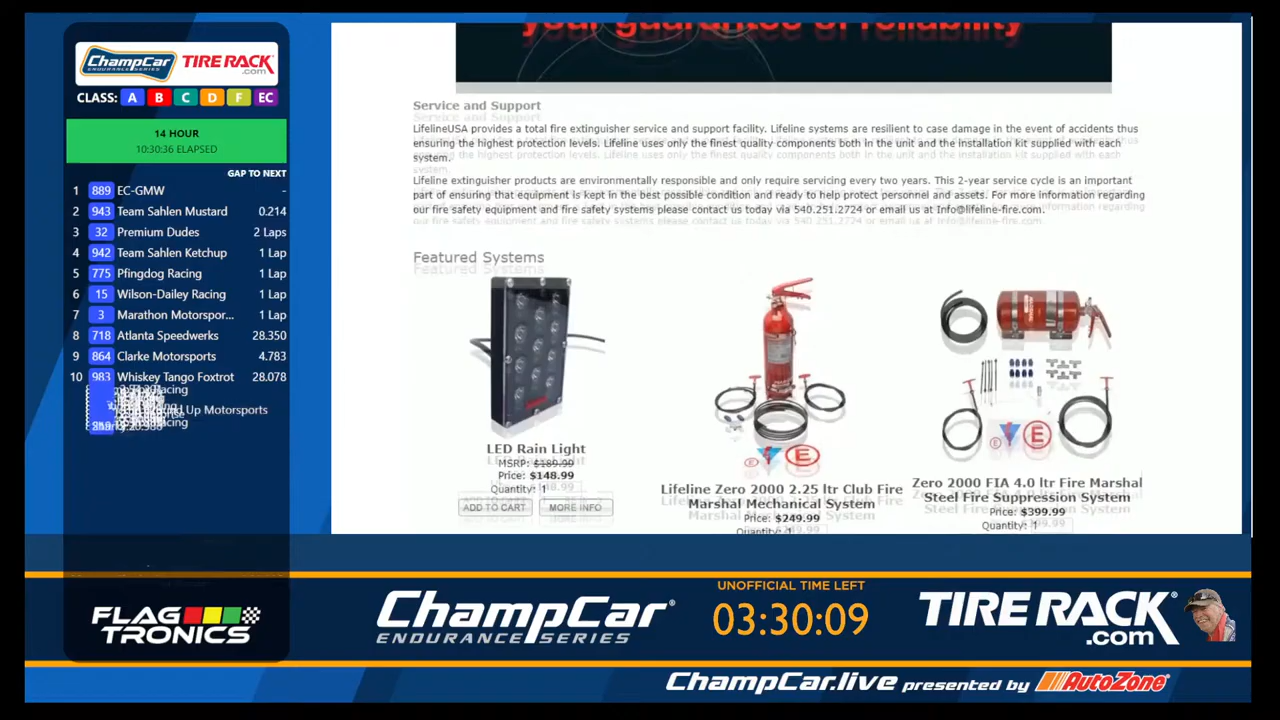 ChampCar
ENDURANCE SERIES
TIRE RACK
.com
CLASS: A B C D F EC
14 HOUR
10:30:36 ELAPSED
GAP TO NEXT
1 889 EC-GMW -
2 943 Team Sahlen Mustard 0.214
3 32 Premium Dudes 2 Laps
4 942 Team Sahlen Ketchup 1 Lap
5 775 Pfingdog Racing 1 Lap
6 15 Wilson-Dailey Racing 1 Lap
7 3 Marathon Motorspor... 1 Lap
8 718 Atlanta Speedwerks 28.350
9 864 Clarke Motorsports 4.783
10 983 Whiskey Tango Foxtrot 28.078
Up Motorsports
your guarantee of reliability
Service and Support
LifelineUSA provides a total fire extinguisher service and support facility. Lifeline systems are resilient to case damage in the event of accidents thus
ensuring the highest protection levels. Lifeline uses only the finest quality components both in the unit and the installation kit supplied with each
system.
Lifeline extinguisher products are environmentally responsible and only require servicing every two years. This 2-year service cycle is an important
part of ensuring that the equipment is kept in the best possible condition and ready to help protect personnel and assets. For more information regarding
our fire safety equipment and fire safety systems please contact us today via 540.251.2724 or email us at Info@lifeline-fire.com.
Featured Systems
LED Rain Light
MSRP: $189.99
Price: $148.99
Quantity: 1
ADD TO CART MORE INFO
Lifeline Zero 2000 2.25 ltr Club Fire
Marshal Mechanical System
Price: $249.99
Quantity: 1
Zero 2000 FIA 4.0 ltr Fire Marshal
Steel Fire Suppression System
Price: $399.99
Quantity: 1
FLAG
TRONICS
ChampCar®
ENDURANCE SERIES
UNOFFICIAL TIME LEFT
03:30:09
TIRE RACK
.com
ChampCar.live presented by AutoZone